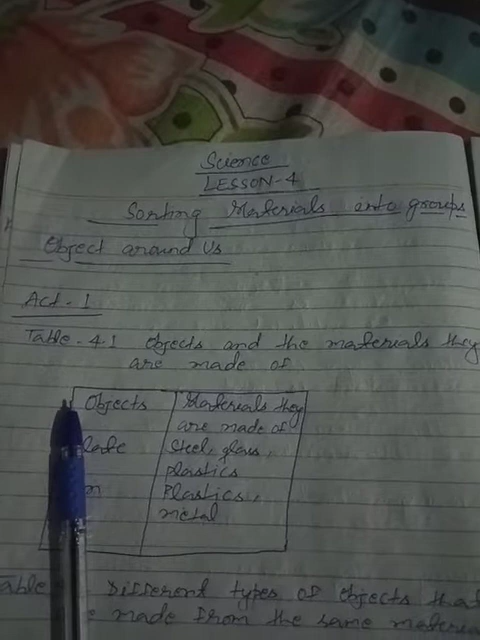 Science
LESSON-4
Sorting Materials into groups
Object around Us
Act-1
Table-4.1 Objects and the materials they
are made of
Objects
Materials they
are made of
late
Steel, glass,
plastics
Plastics,
metal
able Different types of objects that
made from the same materia